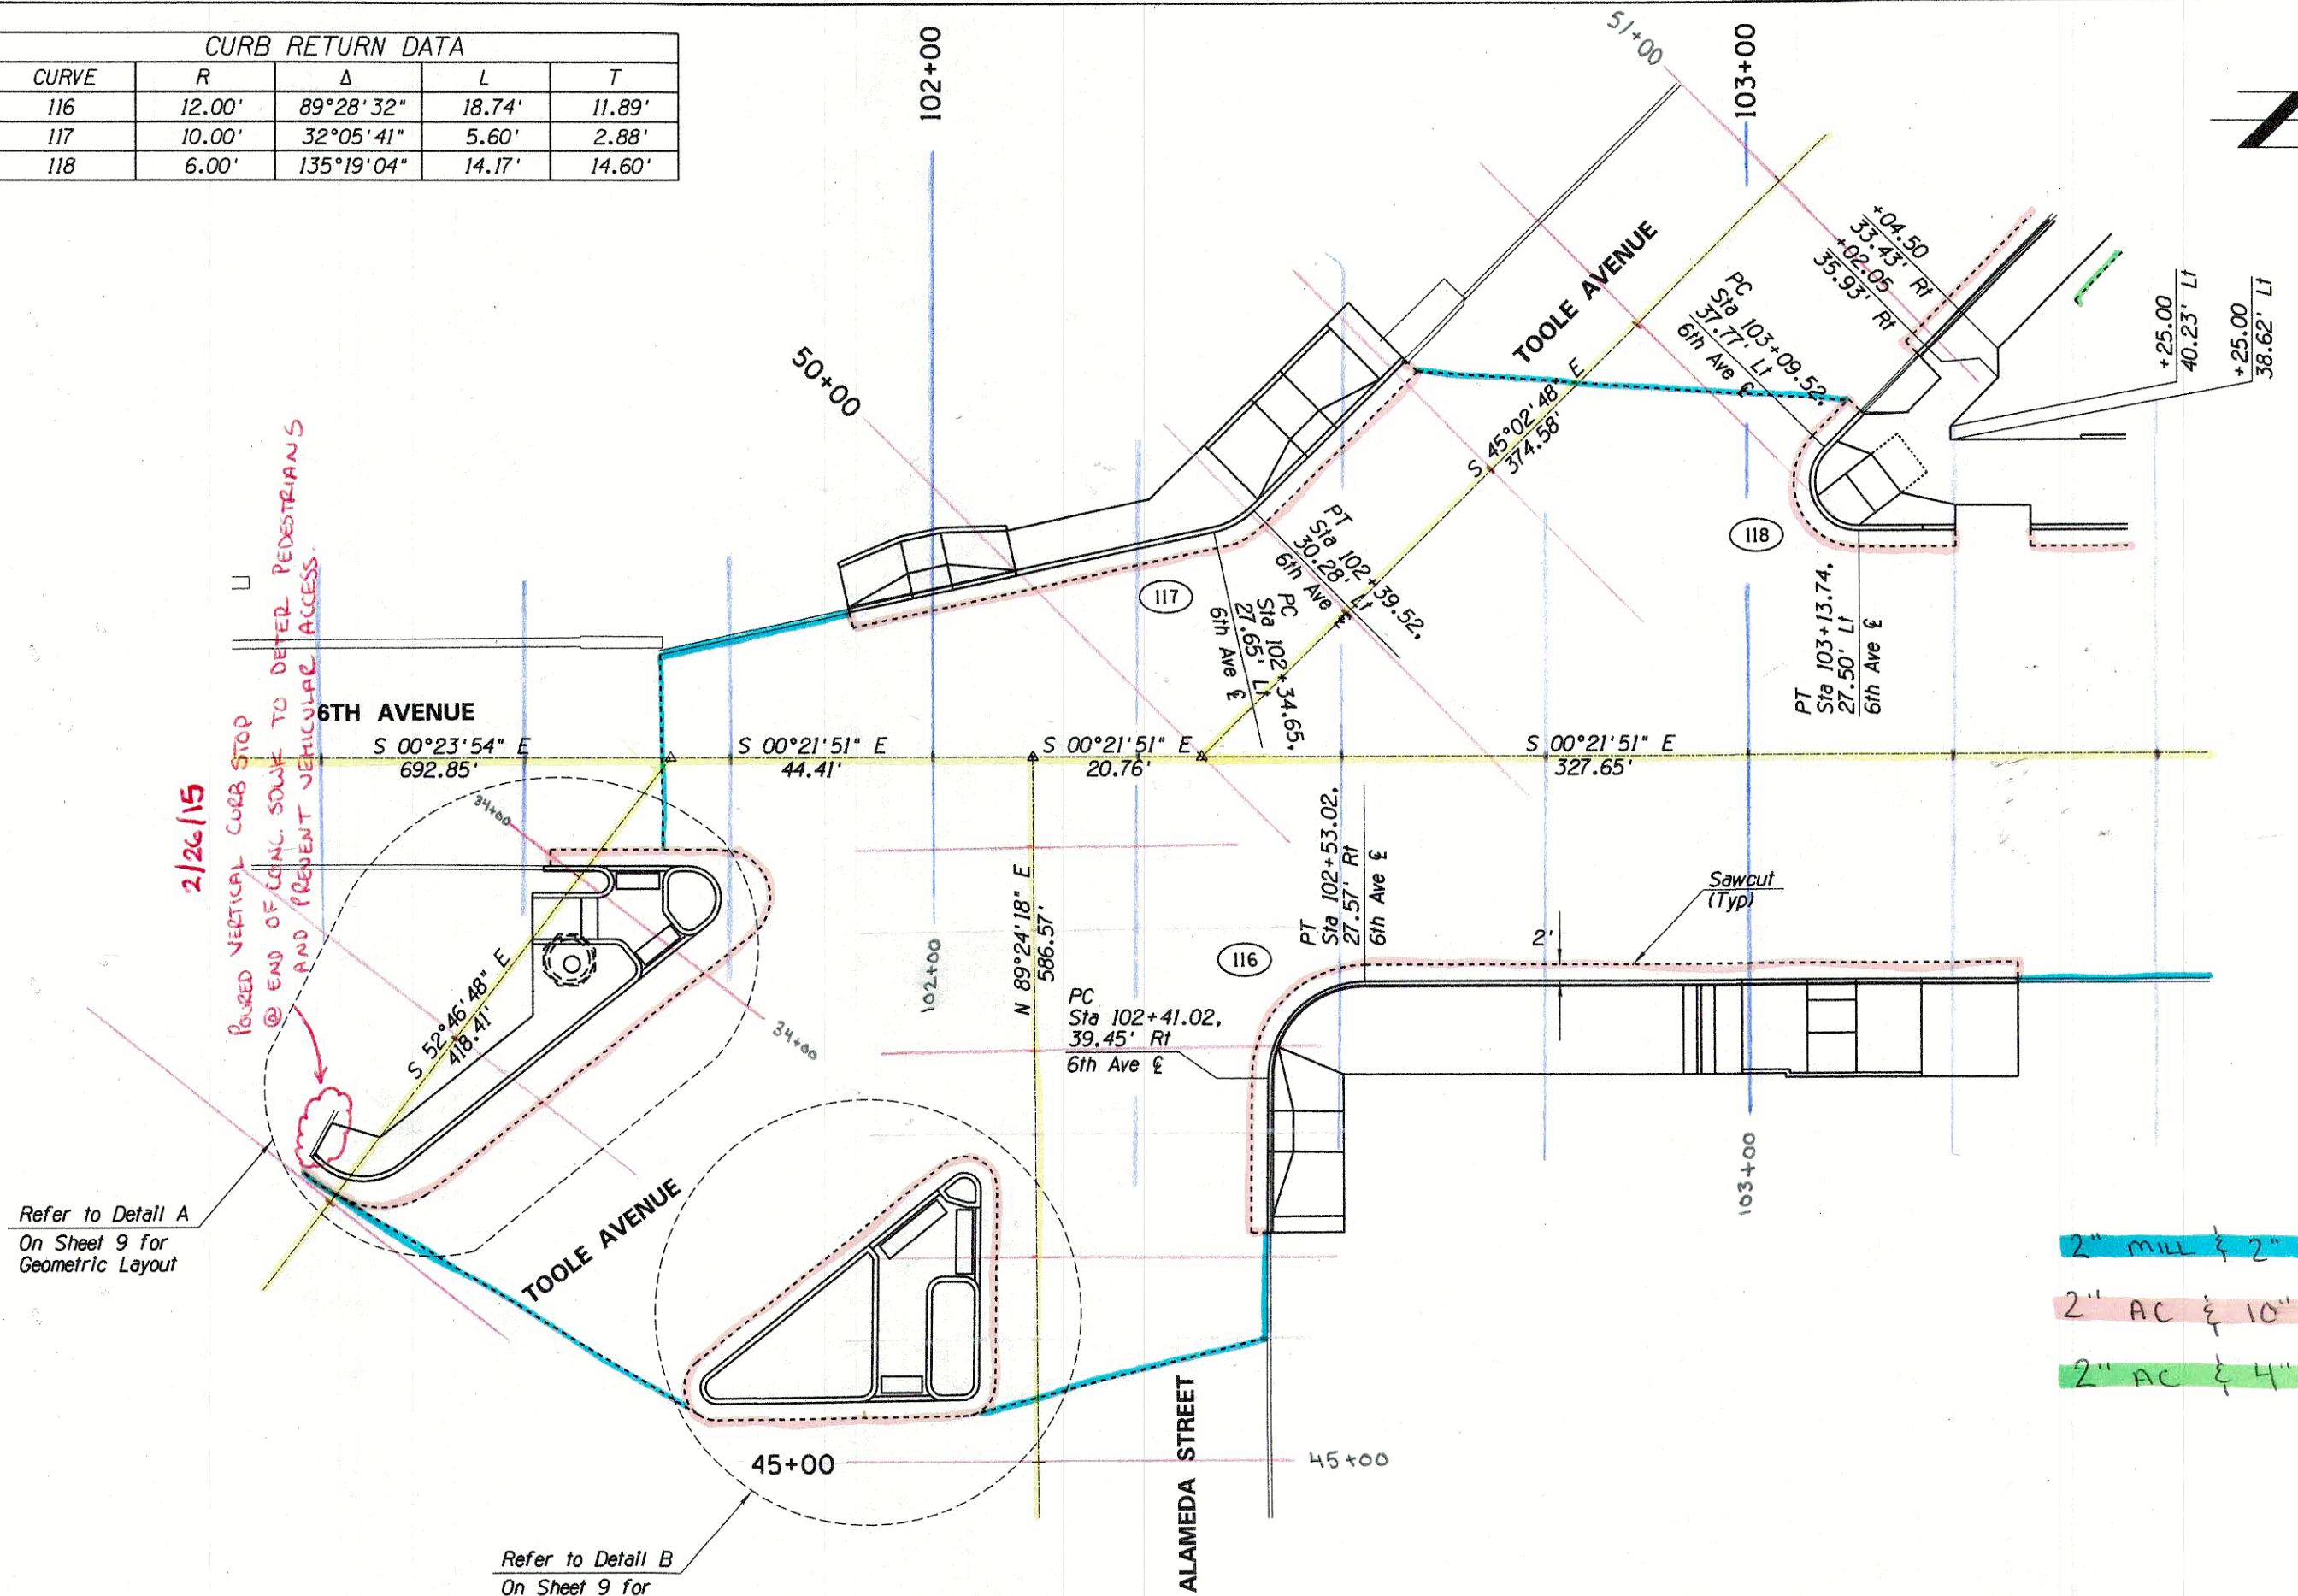 CURB RETURN DATA
CURVE R Δ L T
116 12.00' 89°28'32" 18.74' 11.89'
117 10.00' 32°05'41" 5.60' 2.88'
118 6.00' 135°19'04" 14.17' 14.60'
102+00
51+00
103+00
50+00
TOOLE AVENUE
S 45°02'48" E
374.58'
+04.50
33.43' Rt
+02.05
35.93' Rt
PC
Sta 103+09.52,
37.77' Lt
6th Ave ℄
+25.00
40.23' Lt
+25.00
38.62' Lt
118
PT
Sta 103+13.74,
27.50' Lt
6th Ave ℄
117
PT
Sta 102+39.52,
30.28' Lt
6th Ave ℄
PC
Sta 102+34.65,
27.65' Lt
6th Ave ℄
2/26/15
POURED VERTICAL CURB STOP
@ END OF CONC. SDWK TO DETER PEDESTRIANS
AND PREVENT VEHICULAR ACCESS.
6TH AVENUE
S 00°23'54" E
692.85'
S 00°21'51" E
44.41'
S 00°21'51" E
20.76'
S 00°21'51" E
327.65'
34+00
S 52°46'48" E
418.41'
34+00
102+00
N 89°24'18" E
586.57'
PT
Sta 102+53.02,
27.57' Rt
6th Ave ℄
116
PC
Sta 102+41.02,
39.45' Rt
6th Ave ℄
2'
Sawcut
(Typ)
103+00
Refer to Detail A
On Sheet 9 for
Geometric Layout
TOOLE AVENUE
45+00
45+00
ALAMEDA STREET
Refer to Detail B
On Sheet 9 for
2" MILL & 2"
2" AC & 10"
2" AC & 4"